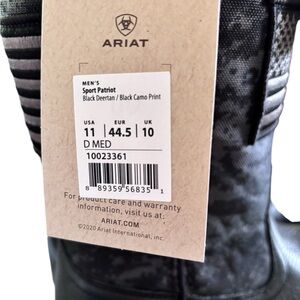 ARIAT
MEN'S
Sport Patriot
Black Deertan / Black Camo Print
USA EUR UK
11 44.5 10
D MED
10023361
8 89359 56835 1
For product care and warranty
information, visit us at:
ARIAT.COM
©2020 Ariat International, Inc.